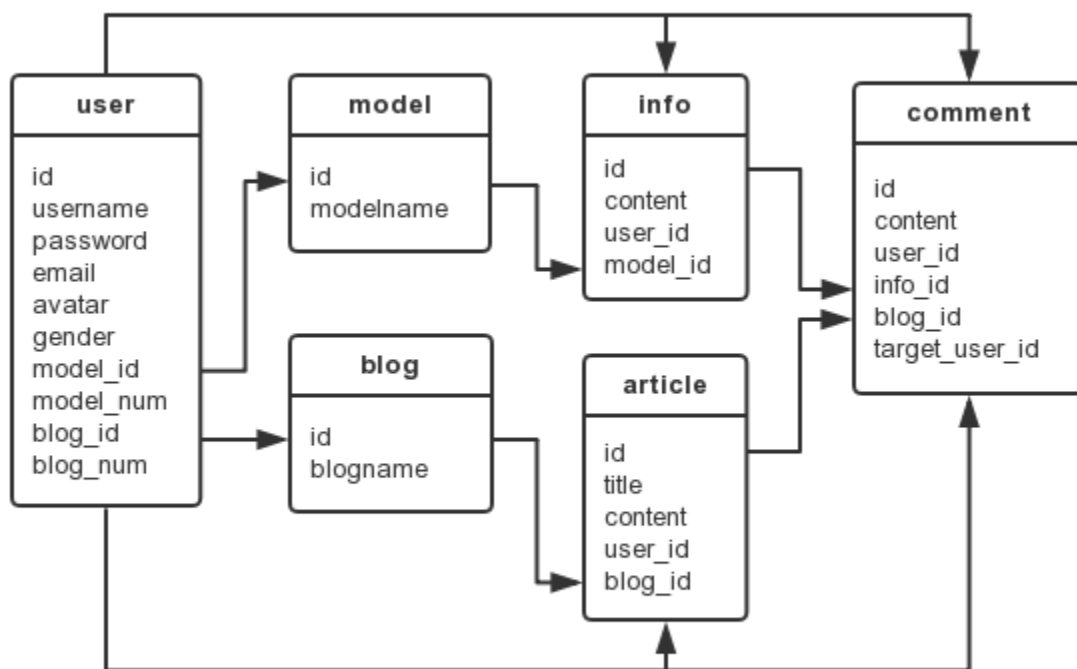 user
id
username
password
email
avatar
gender
model_id
model_num
blog_id
blog_num
model
id
modelname
blog
id
blogname
info
id
content
user_id
model_id
article
id
title
content
user_id
blog_id
comment
id
content
user_id
info_id
blog_id
target_user_id